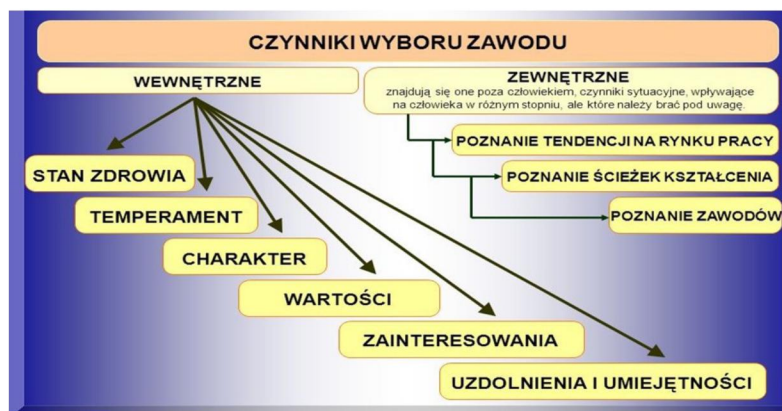 CZYNNIKI WYBORU ZAWODU
WEWNĘTRZNE
STAN ZDROWIA
TEMPERAMENT
CHARAKTER
WARTOŚCI
ZAINTERESOWANIA
UZDOLNIENIA I UMIEJĘTNOŚCI
ZEWNĘTRZNE
znajdują się one poza człowiekiem, czynniki sytuacyjne, wpływające
na człowieka w różnym stopniu, ale które należy brać pod uwagę.
POZNANIE TENDENCJI NA RYNKU PRACY
POZNANIE ŚCIEŻEK KSZTAŁCENIA
POZNANIE ZAWODÓW